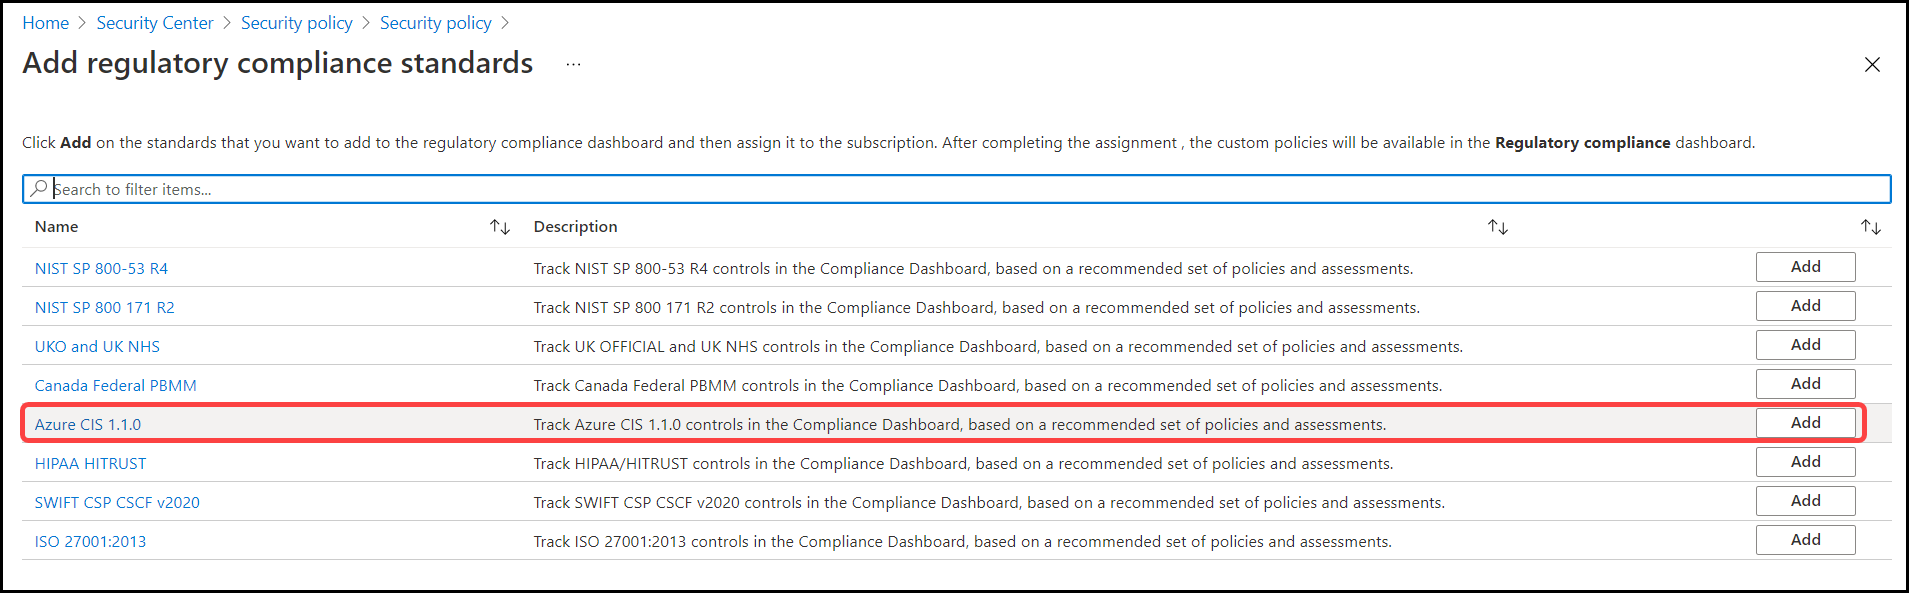 Home > Security Center > Security policy > Security policy >
Add regulatory compliance standards ...
Click Add on the standards that you want to add to the regulatory compliance dashboard and then assign it to the subscription. After completing the assignment , the custom policies will be available in the Regulatory compliance dashboard.
Search to filter items...
Name Description
NIST SP 800-53 R4 Track NIST SP 800-53 R4 controls in the Compliance Dashboard, based on a recommended set of policies and assessments. Add
NIST SP 800 171 R2 Track NIST SP 800 171 R2 controls in the Compliance Dashboard, based on a recommended set of policies and assessments. Add
UKO and UK NHS Track UK OFFICIAL and UK NHS controls in the Compliance Dashboard, based on a recommended set of policies and assessments. Add
Canada Federal PBMM Track Canada Federal PBMM controls in the Compliance Dashboard, based on a recommended set of policies and assessments. Add
Azure CIS 1.1.0 Track Azure CIS 1.1.0 controls in the Compliance Dashboard, based on a recommended set of policies and assessments. Add
HIPAA HITRUST Track HIPAA/HITRUST controls in the Compliance Dashboard, based on a recommended set of policies and assessments. Add
SWIFT CSP CSCF v2020 Track SWIFT CSP CSCF v2020 controls in the Compliance Dashboard, based on a recommended set of policies and assessments. Add
ISO 27001:2013 Track ISO 27001:2013 controls in the Compliance Dashboard, based on a recommended set of policies and assessments. Add